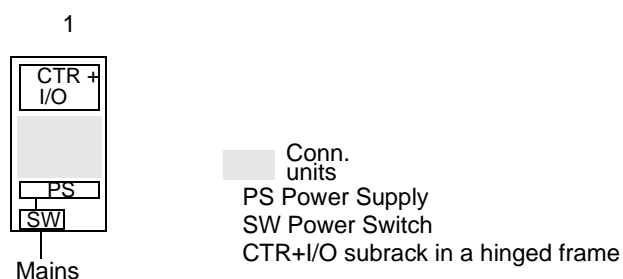 1
CTR +
I/O
PS
SW
Mains
Conn.
units
PS Power Supply
SW Power Switch
CTR+I/O subrack in a hinged frame